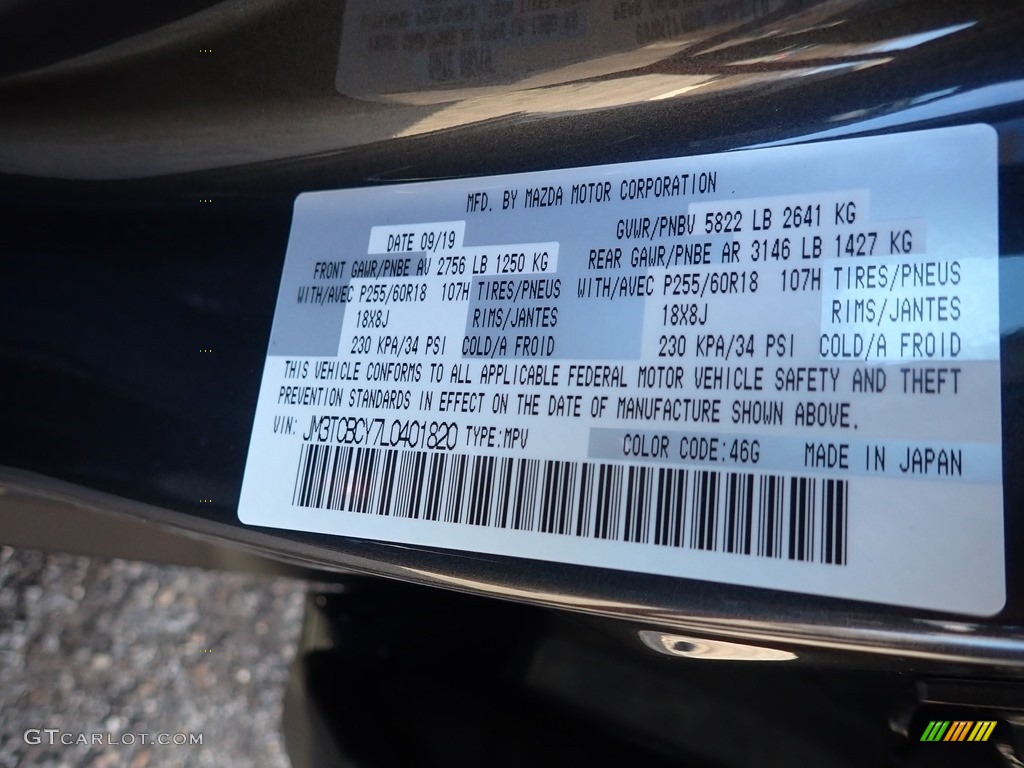 MFD. BY MAZDA MOTOR CORPORATION
DATE 09/19 GVWR/PNBV 5822 LB 2641 KG
FRONT GAWR/PNBE AV 2756 LB 1250 KG REAR GAWR/PNBE AR 3146 LB 1427 KG
WITH/AVEC P255/60R18 107H TIRES/PNEUS WITH/AVEC P255/60R18 107H TIRES/PNEUS
18X8J RIMS/JANTES 18X8J RIMS/JANTES
230 KPA/34 PSI COLD/A FROID 230 KPA/34 PSI COLD/A FROID
THIS VEHICLE CONFORMS TO ALL APPLICABLE FEDERAL MOTOR VEHICLE SAFETY AND THEFT
PREVENTION STANDARDS IN EFFECT ON THE DATE OF MANUFACTURE SHOWN ABOVE.
VIN: JM3TCBCY7L0401820 TYPE:MPV COLOR CODE:46G MADE IN JAPAN
GTCARLOT.COM